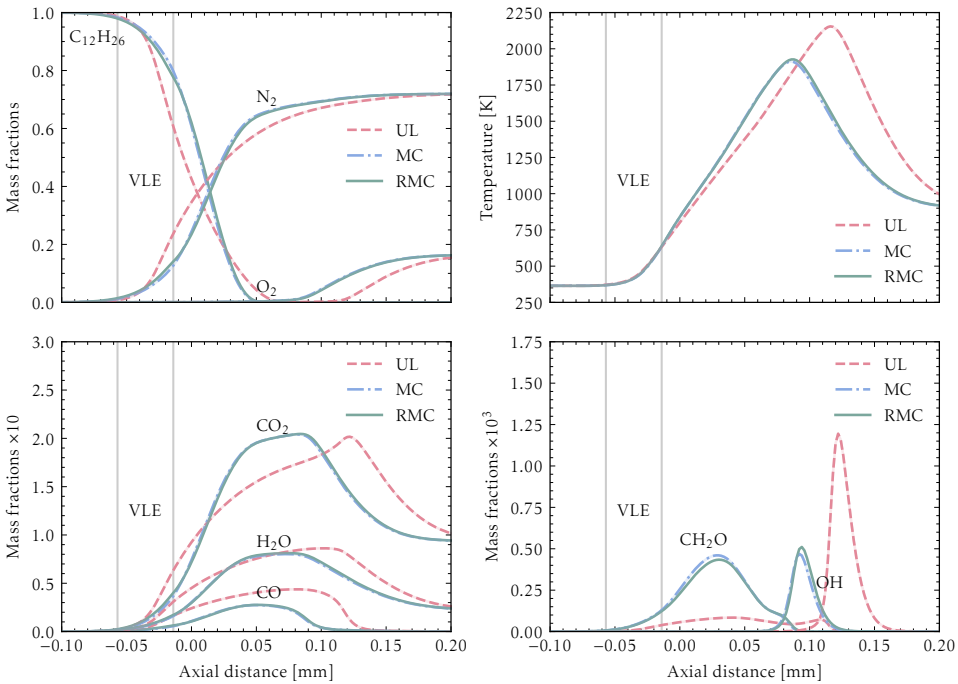 1.0
0.8
0.6
0.4
0.2
0.0
Mass fractions
C₁₂H₂₆
N₂
VLE
O₂
UL
MC
RMC
2250
2000
1750
1500
1250
1000
750
500
250
Temperature [K]
VLE
UL
MC
RMC
3.0
2.5
2.0
1.5
1.0
0.5
0.0
Mass fractions ×10
CO₂
VLE
H₂O
CO
UL
MC
RMC
−0.10 −0.05 0.00 0.05 0.10 0.15 0.20
Axial distance [mm]
1.75
1.50
1.25
1.00
0.75
0.50
0.25
0.00
Mass fractions ×10³
UL
MC
RMC
VLE
CH₂O
OH
−0.10 −0.05 0.00 0.05 0.10 0.15 0.20
Axial distance [mm]